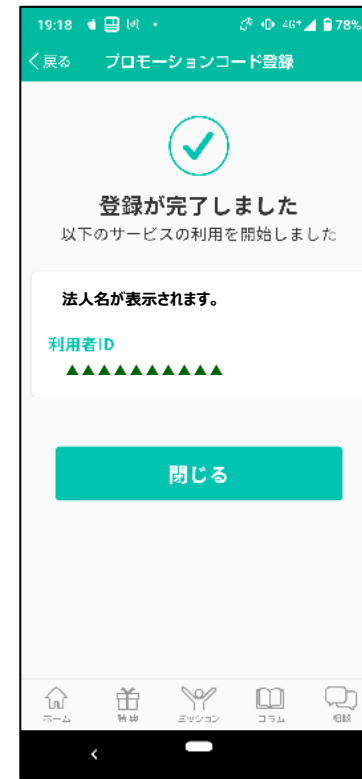 19:18
4G+ 78%
戻る プロモーションコード登録
登録が完了しました
以下のサービスの利用を開始しました
法人名が表示されます。
利用者ID
▲▲▲▲▲▲▲▲▲▲
閉じる
ホーム 特典 ミッション コラム 相談